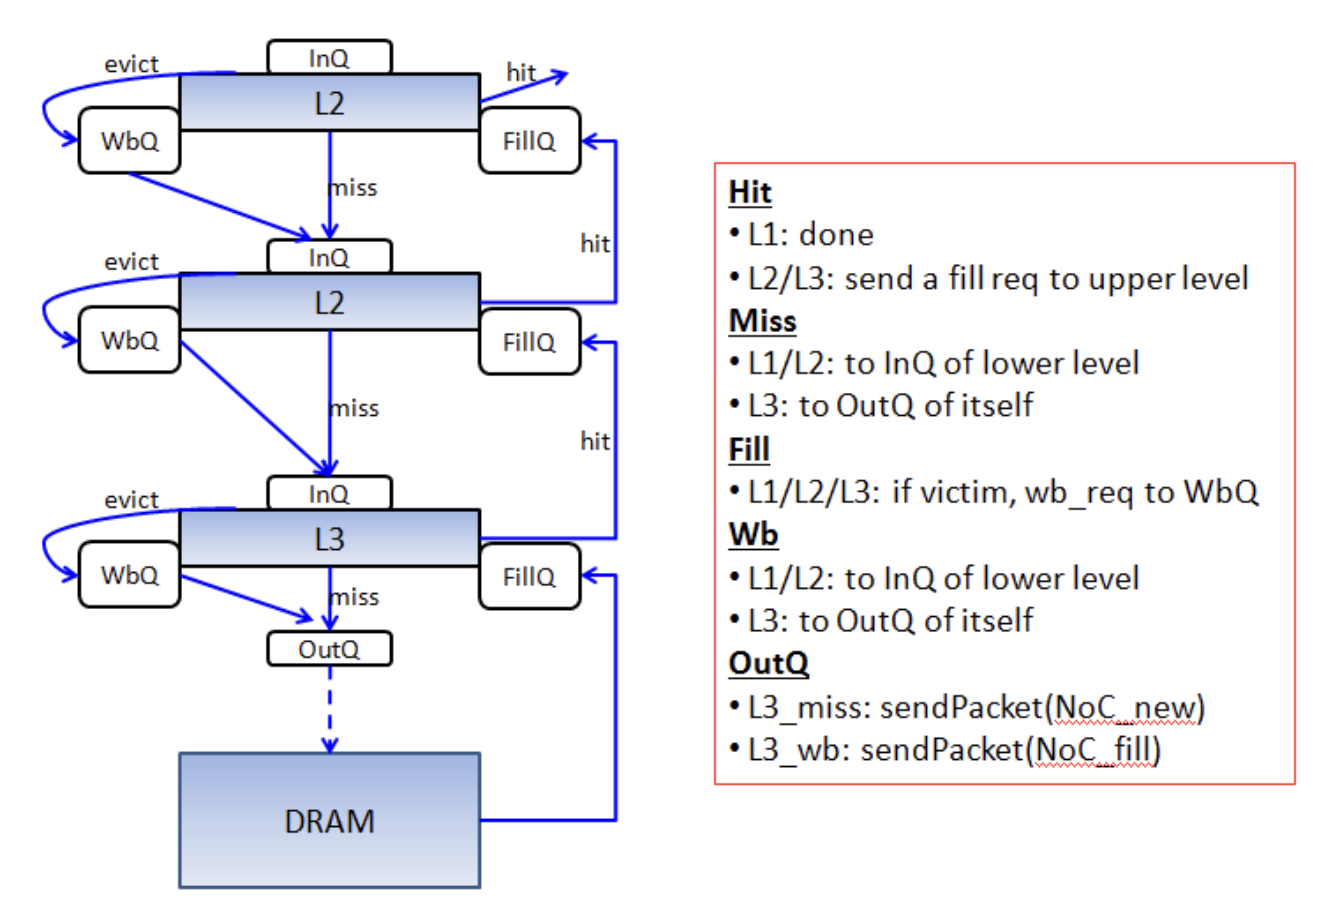 InQ
evict
hit
L2
WbQ
FillQ
miss
InQ
hit
evict
L2
WbQ
FillQ
miss
hit
InQ
evict
L3
WbQ
FillQ
miss
OutQ
DRAM
Hit
• L1: done
• L2/L3: send a fill req to upper level
Miss
• L1/L2: to InQ of lower level
• L3: to OutQ of itself
Fill
• L1/L2/L3: if victim, wb_req to WbQ
Wb
• L1/L2: to InQ of lower level
• L3: to OutQ of itself
OutQ
• L3_miss: sendPacket(NoC_new)
• L3_wb: sendPacket(NoC_fill)